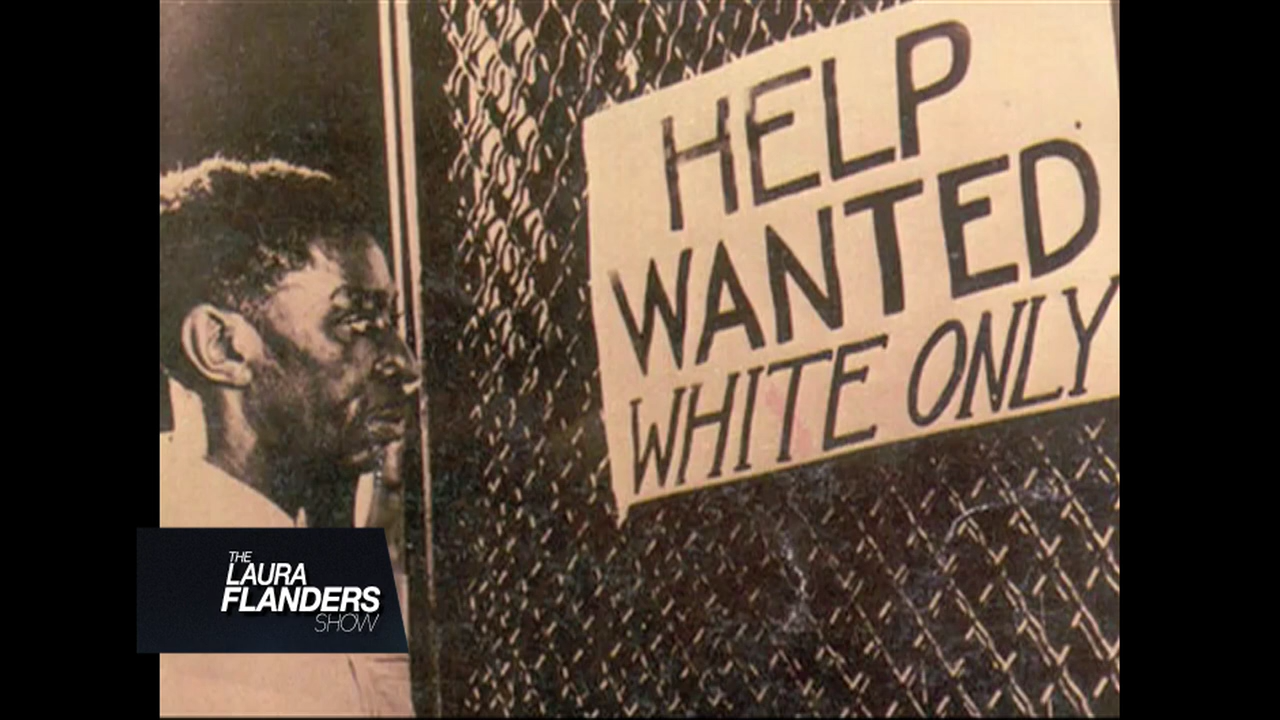 HELP
WANTED
WHITE ONLY
THE
LAURA
FLANDERS
SHOW